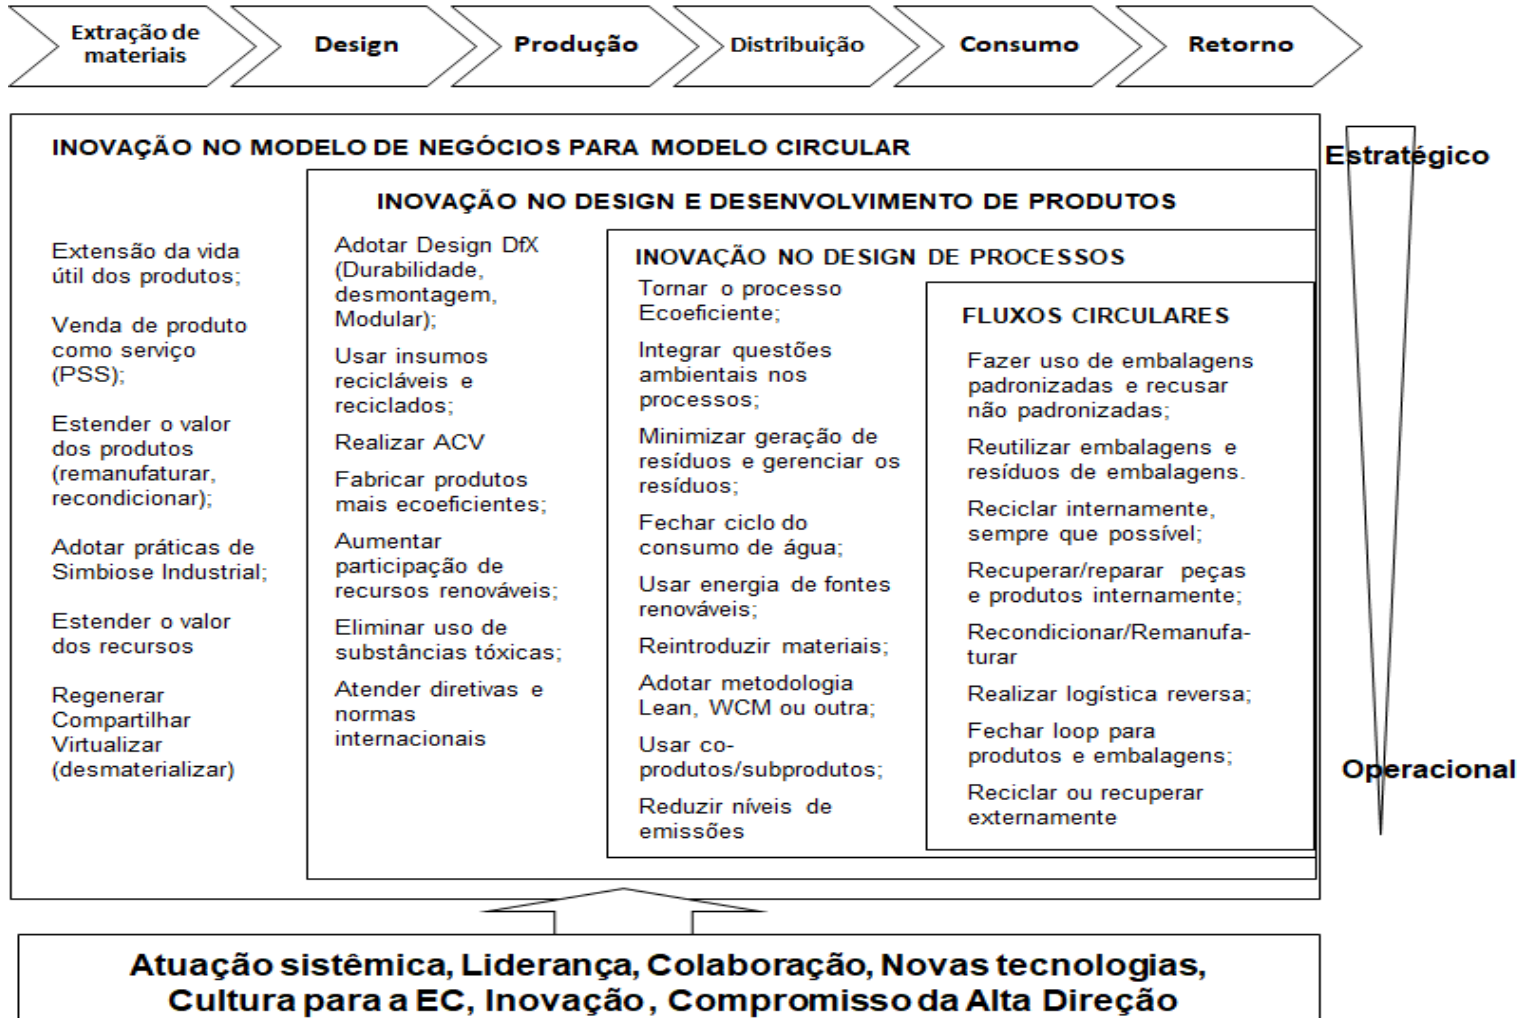 Extração de
materiais
Design
Produção
Distribuição
Consumo
Retorno
INOVAÇÃO NO MODELO DE NEGÓCIOS PARA MODELO CIRCULAR
Estratégico
INOVAÇÃO NO DESIGN E DESENVOLVIMENTO DE PRODUTOS
Extensão da vida
útil dos produtos;
Venda de produto
como serviço
(PSS);
Estender o valor
dos produtos
(remanufaturar,
recondicionar);
Adotar práticas de
Simbiose Industrial;
Estender o valor
dos recursos
Regenerar
Compartilhar
Virtualizar
(desmaterializar)
Adotar Design DfX
(Durabilidade,
desmontagem,
Modular);
Usar insumos
recicláveis e
reciclados;
Realizar ACV
Fabricar produtos
mais ecoeficientes;
Aumentar
participação de
recursos renováveis;
Eliminar uso de
substâncias tóxicas;
Atender diretivas e
normas
internacionais
INOVAÇÃO NO DESIGN DE PROCESSOS
Tornar o processo
Ecoeficiente;
Integrar questões
ambientais nos
processos;
Minimizar geração de
resíduos e gerenciar os
resíduos;
Fechar ciclo do
consumo de água;
Usar energia de fontes
renováveis;
Reintroduzir materiais;
Adotar metodologia
Lean, WCM ou outra;
Usar co-
produtos/subprodutos;
Reduzir níveis de
emissões
FLUXOS CIRCULARES
Fazer uso de embalagens
padronizadas e recusar
não padronizadas;
Reutilizar embalagens e
resíduos de embalagens.
Reciclar internamente,
sempre que possível;
Recuperar/reparar peças
e produtos internamente;
Recondicionar/Remanufa-
turar
Realizar logística reversa;
Fechar loop para
produtos e embalagens;
Reciclar ou recuperar
externamente
Operacional
Atuação sistêmica, Liderança, Colaboração, Novas tecnologias,
Cultura para a EC, Inovação, Compromisso da Alta Direção